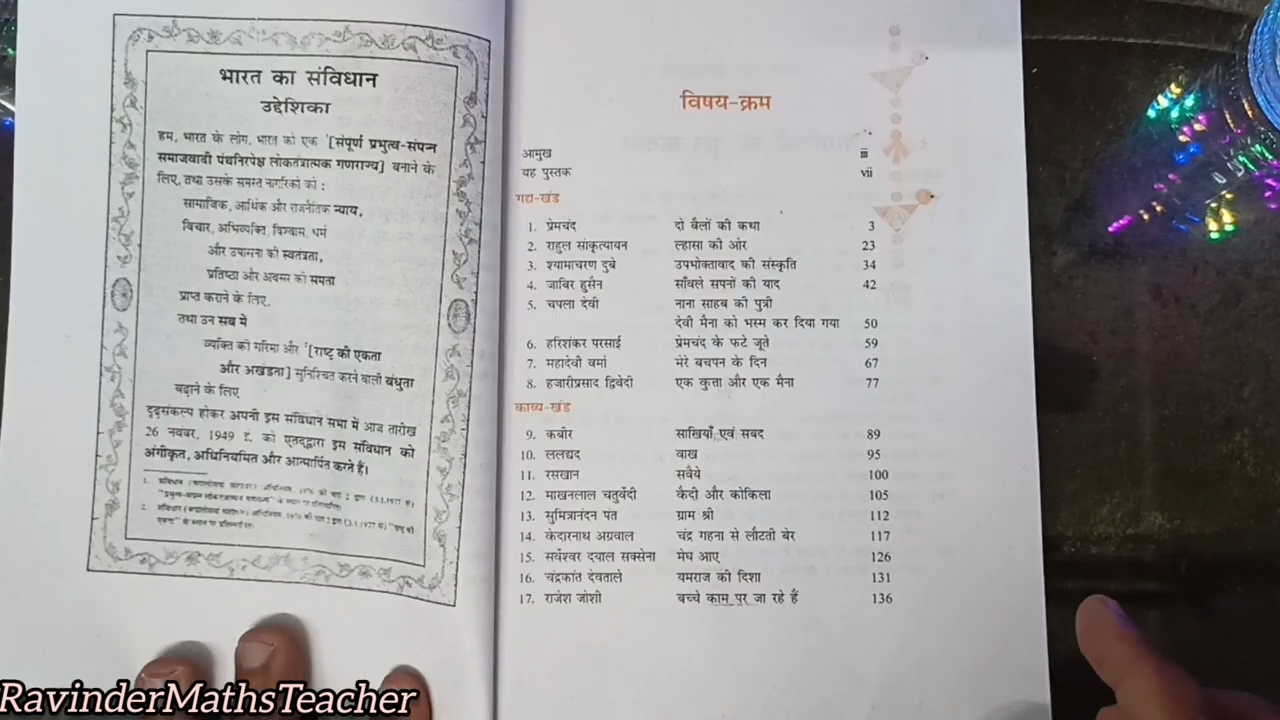 भारत का संविधान
उद्देशिका
हम, भारत के लोग, भारत को एक ¹[संपूर्ण प्रभुत्व-संपन्न
समाजवादी पंथनिरपेक्ष लोकतंत्रात्मक गणराज्य] बनाने के
लिए, तथा उसके समस्त नागरिकों को :
सामाजिक, आर्थिक और राजनैतिक न्याय,
विचार, अभिव्यक्ति, विश्वास, धर्म
और उपासना की स्वतंत्रता,
प्रतिष्ठा और अवसर की समता
प्राप्त कराने के लिए,
तथा उन सब में
व्यक्ति की गरिमा और ²[राष्ट्र की एकता
और अखंडता] सुनिश्चित करने वाली बंधुता
बढ़ाने के लिए
दृढ़संकल्प होकर अपनी इस संविधान सभा में आज तारीख
26 नवंबर, 1949 ई. को एतद्द्वारा इस संविधान को
अंगीकृत, अधिनियमित और आत्मार्पित करते हैं।
विषय-क्रम
आमुख iii
यह पुस्तक vii
गद्य-खंड
1. प्रेमचंद दो बैलों की कथा 3
2. राहुल सांकृत्यायन ल्हासा की ओर 23
3. श्यामाचरण दुबे उपभोक्तावाद की संस्कृति 34
4. जाबिर हुसैन साँवले सपनों की याद 42
5. चपला देवी नाना साहब की पुत्री
देवी मैना को भस्म कर दिया गया 50
6. हरिशंकर परसाई प्रेमचंद के फटे जूते 59
7. महादेवी वर्मा मेरे बचपन के दिन 67
8. हजारीप्रसाद द्विवेदी एक कुत्ता और एक मैना 77
काव्य-खंड
9. कबीर साखियाँ एवं सबद 89
10. ललद्यद वाख 95
11. रसखान सवैये 100
12. माखनलाल चतुर्वेदी कैदी और कोकिला 105
13. सुमित्रानंदन पंत ग्राम श्री 112
14. केदारनाथ अग्रवाल चंद्र गहना से लौटती बेर 117
15. सर्वेश्वर दयाल सक्सेना मेघ आए 126
16. चंद्रकांत देवताले यमराज की दिशा 131
17. राजेश जोशी बच्चे काम पर जा रहे हैं 136
RavinderMathsTeacher